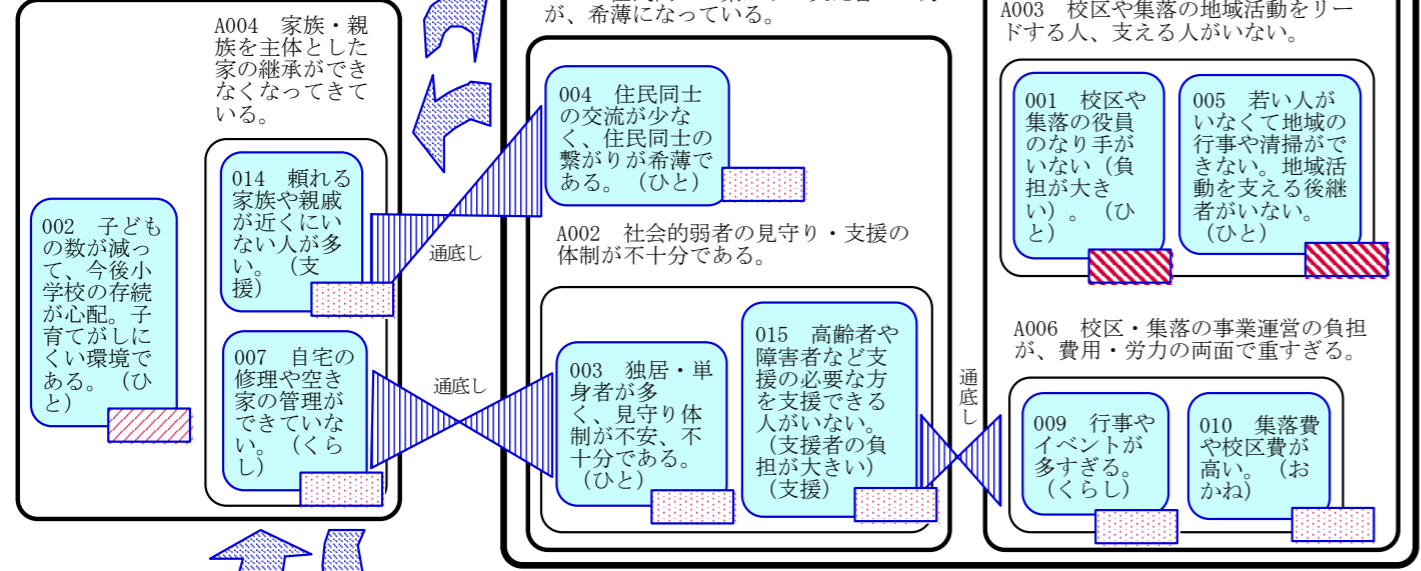 A004　家族・親
族を主体とした
家の継承ができ
なくなってきて
いる。
014　頼れる
家族や親戚
が近くにい
ない人が多
い。（支
援）
002　子ども
の数が減っ
て、今後小
学校の存続
が心配。子
育てがしに
くい環境で
ある。（ひ
と）
007　自宅の
修理や空き
家の管理が
できていな
い。（くら
し）
通底し
通底し
が、希薄になっている。
004　住民同士
の交流が少な
く、住民同士の
繋がりが希薄で
ある。（ひと）
A002　社会的弱者の見守り・支援の
体制が不十分である。
003　独居・単
身者が多
く、見守り体
制が不安、不
十分である。
（ひと）
015　高齢者や
障害者など支
援の必要な方
を支援できる
人がいない。
（支援者の負
担が大きい）
（支援）
通底し
A003　校区や集落の地域活動をリー
ドする人、支える人がいない。
001　校区や
集落の役員
のなり手が
いない（負
担が大き
い）。（ひ
と）
005　若い人が
いなくて地域の
行事や清掃がで
きない。地域活
動を支える後継
者がいない。
（ひと）
A006　校区・集落の事業運営の負担
が、費用・労力の両面で重すぎる。
009　行事や
イベントが
多すぎる。
（くらし）
010　集落費
や校区費が
高い。（お
かね）